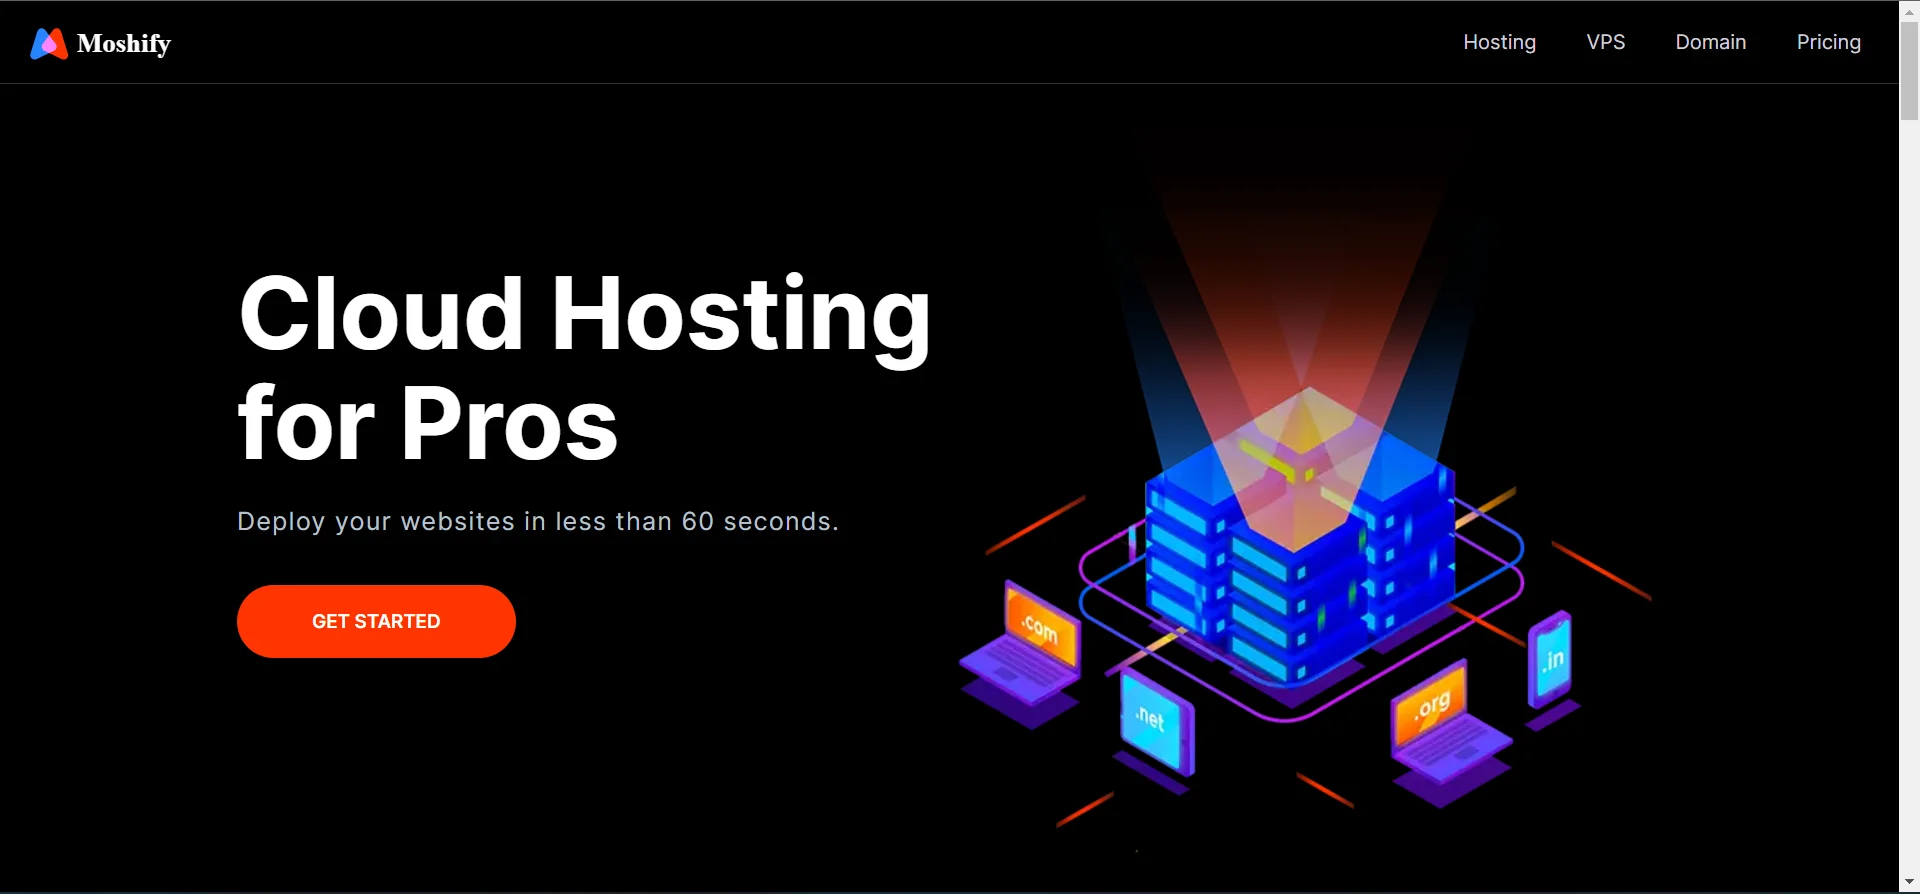 Moshify
Hosting VPS Domain Pricing
Cloud Hosting
for Pros
Deploy your websites in less than 60 seconds.
GET STARTED
.com
.net
.org
.in